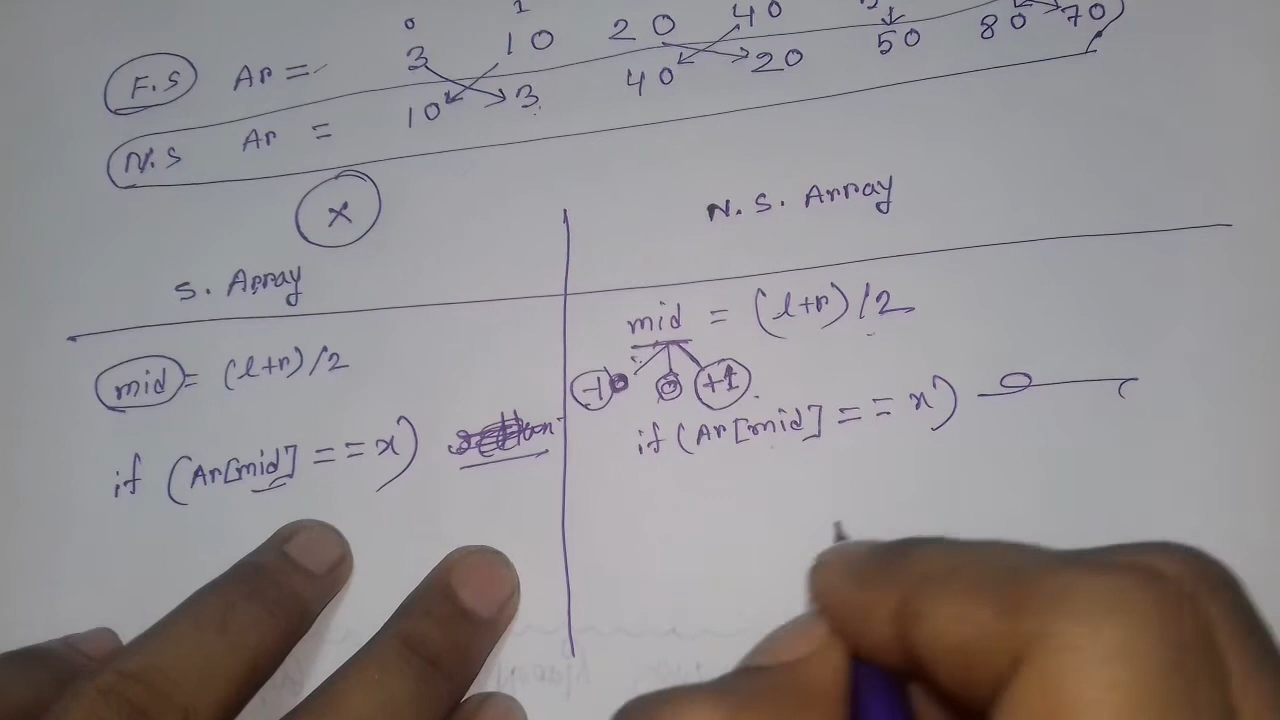 0 1
F.S Ar = 3 10 20 40 50 80 70
N.S Ar = 10 3 40 20
x
S. Array
N. S. Array
mid = (l+r)/2
mid = (l+r)/2
-1 0 +1
if (Ar[mid] == x)
if (Ar[mid] == x)